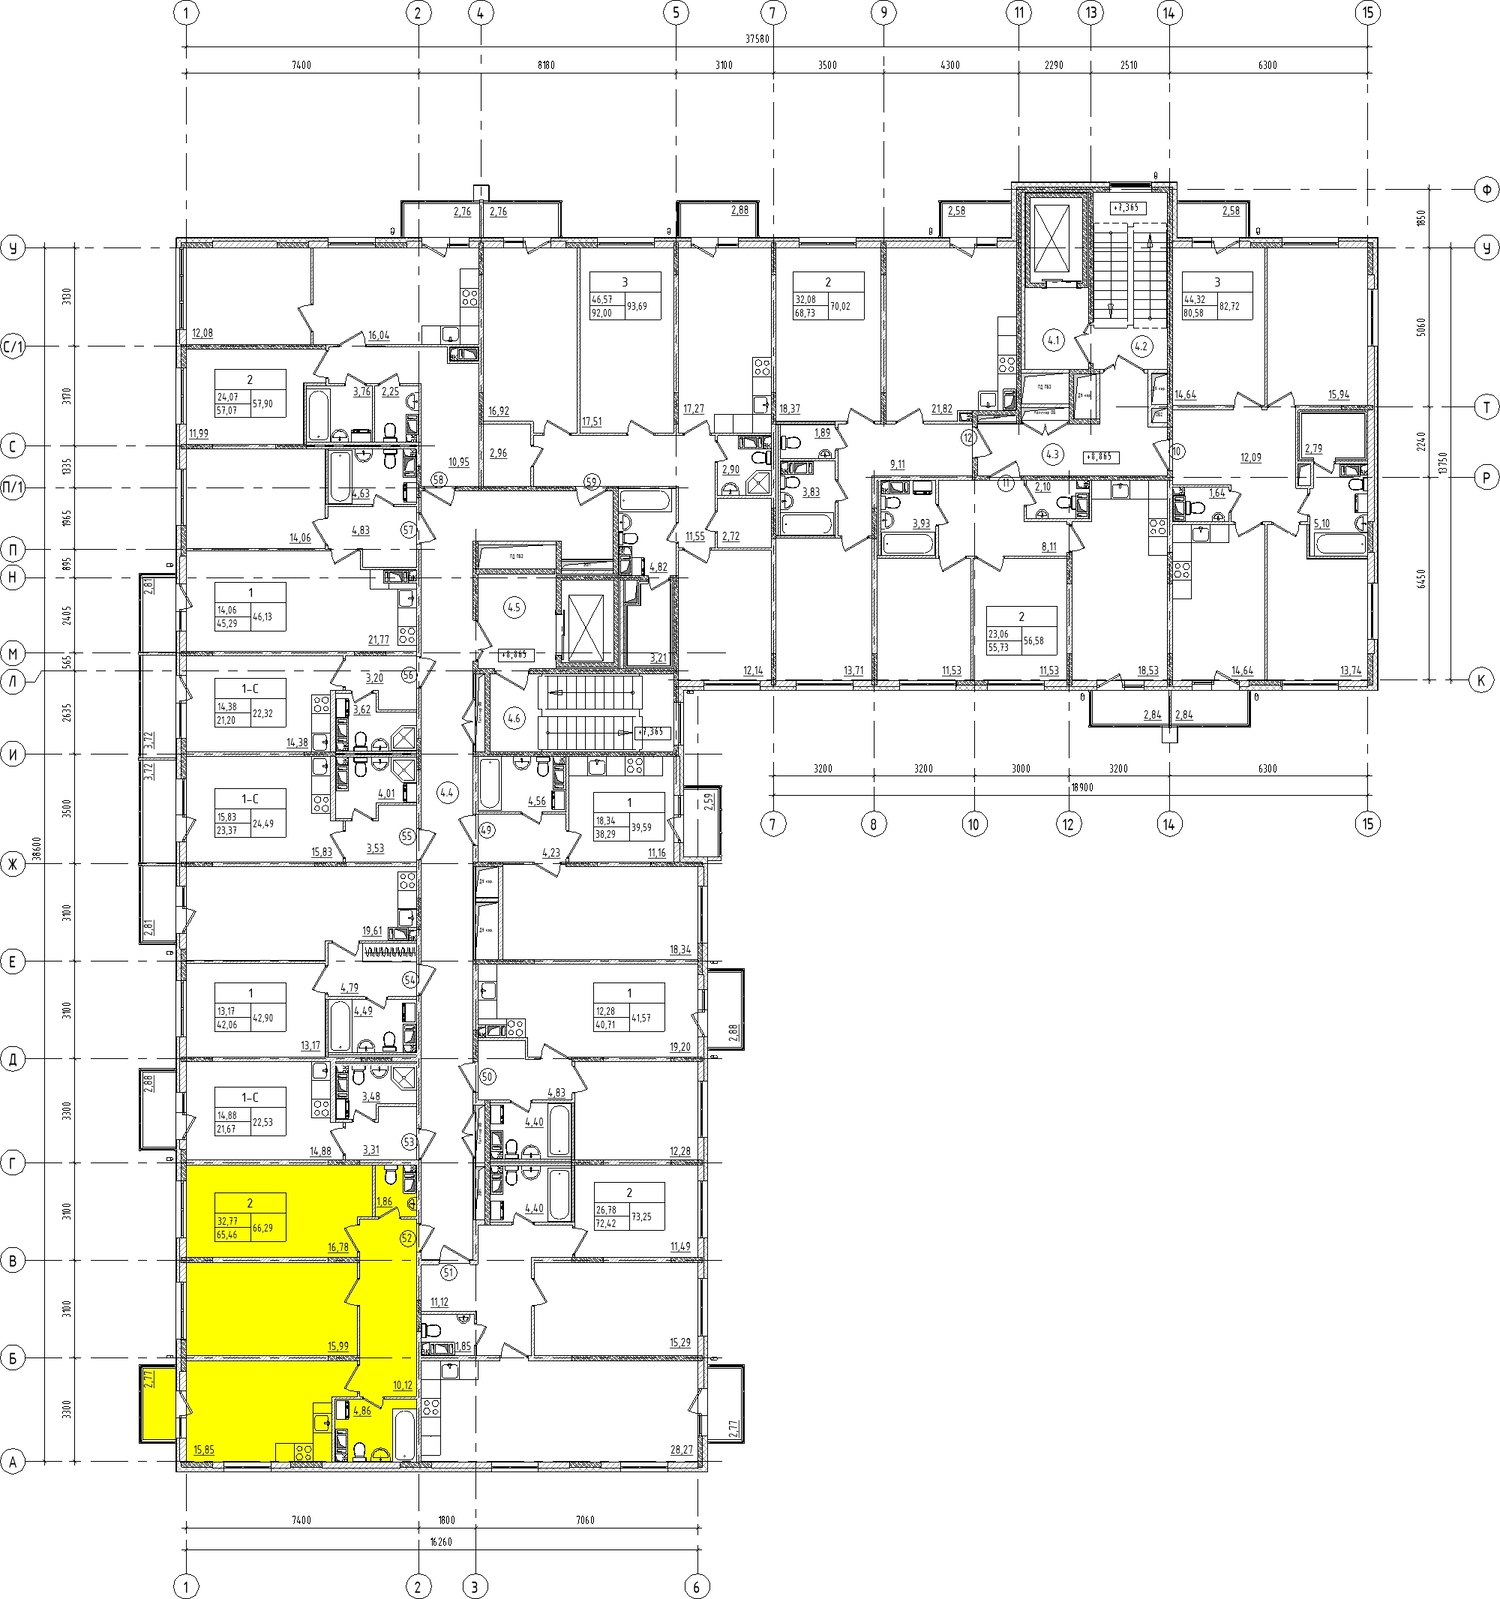 1 2 4 5 7 9 11 13 14 15
37580
7400 8180 3100 3500 4300 2290 2510 6300
Ф
1850
2,76 2,76 2,88 2,58 +7,365 2,58
У У
3130
3 2 3
46,57 93,69 32,08 70,02 44,32 82,72
92,00 68,73 80,58
5060
12,08 16,04 4.1 4.2
С/1
ТД ПВ3
3170
2 3,76 2,25
24,07 57,90
57,07
14,64 15,94
11,99 16,92 17,51 17,27 18,37 21,82
Т
С
1,89 12 4.3 +8,865 10 12,09 2,79
2240 13750
1335
2,96 10,95 2,90 9,11
П/1 Р
4,63 58 59 3,83 11 2,10 1,64
1965
14,06 4,83 57 11,55 2,72 3,93 8,11 5,10
П
895
ТД ПВ3 4,82
Н
2,81
1
14,06 46,13
45,29
2405
4.5
2
23,06 56,58
55,73
6450
21,77
М
+8,865 3,21 12,14 13,71 11,53 11,53 18,53 14,64 13,74
565
Л К
3,20 56
1-С
14,38 22,32
21,20
3,62
2635
4.6 +7,365
2,84 2,84
3,72 14,38
И
3,72
3200 3200 3000 3200 6300
18900
1-С
15,83 24,49
23,37
4,01 4.4 4,56
1
18,34 39,59
38,29
2,59
3500
7 8 10 12 14 15
55 49
15,83 3,53 4,23 11,16
38600
Ж
3100
2,81 19,61 18,34
Е
4,79 54
1
13,17 42,90
42,06
4,49
1
12,28 41,57
40,71
3100
2,88
13,17 19,20
Д
2,88
1-С
14,88 22,53
21,67
3,48 50 4,83
3300
4,40
14,88 3,31 53 12,28
Г
2
32,77 66,29
65,46
1,86 4,40
2
26,78 73,25
72,42
3100
16,78 52 11,49
В
51
3100
11,12
15,99 1,85 15,29
Б
2,77 10,12
3300
4,86 2,77
15,85 28,27
А
7400 1800 7060
16260
1 2 3 6